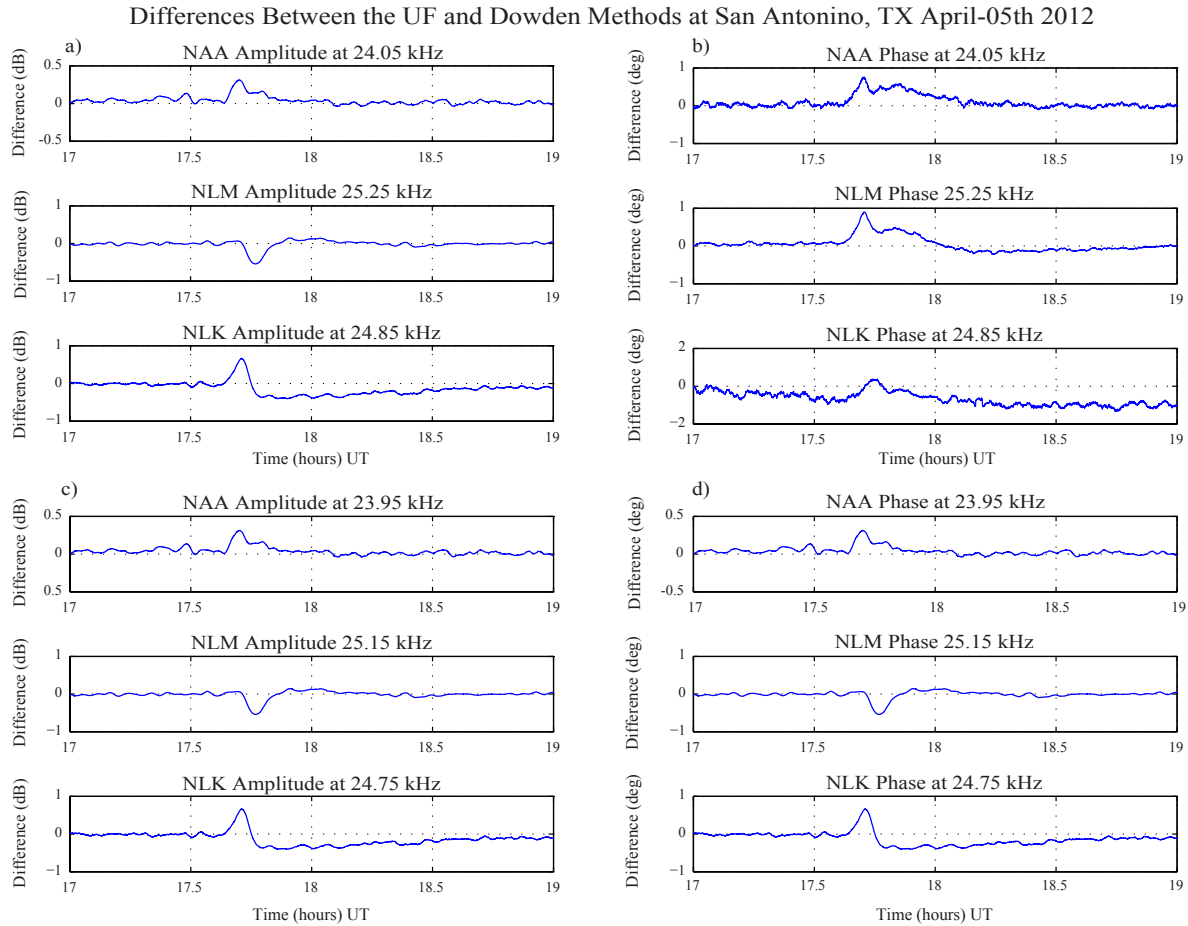 Differences Between the UF and Dowden Methods at San Antonino, TX April-05th 2012
a)
NAA Amplitude at 24.05 kHz
Difference (dB)
0.5
0
-0.5
17 17.5 18 18.5 19
NLM Amplitude 25.25 kHz
Difference (dB)
1
0
−1
17 17.5 18 18.5 19
NLK Amplitude at 24.85 kHz
Difference (dB)
1
0
−1
17 17.5 18 18.5 19
Time (hours) UT
b)
NAA Phase at 24.05 kHz
Difference (deg
1
0
−1
17 17.5 18 18.5 19
NLM Phase 25.25 kHz
Difference (deg
1
0
−1
17 17.5 18 18.5 19
NLK Phase at 24.85 kHz
Difference (deg
2
0
−2
17 17.5 18 18.5 19
Time (hours) UT
c)
NAA Amplitude at 23.95 kHz
Difference (dB)
0.5
0
0.5
17 17.5 18 18.5 19
NLM Amplitude 25.15 kHz
Difference (dB)
1
0
−1
17 17.5 18 18.5 19
NLK Amplitude at 24.75 kHz
Difference (dB)
1
0
−1
17 17.5 18 18.5 19
Time (hours) UT
d)
NAA Phase at 23.95 kHz
Difference (deg
0.5
0
-0.5
17 17.5 18 18.5 19
NLM Phase 25.15 kHz
Difference (deg
1
0
−1
17 17.5 18 18.5 19
NLK Phase at 24.75 kHz
Difference (deg
1
0
−1
17 17.5 18 18.5 19
Time (hours) UT